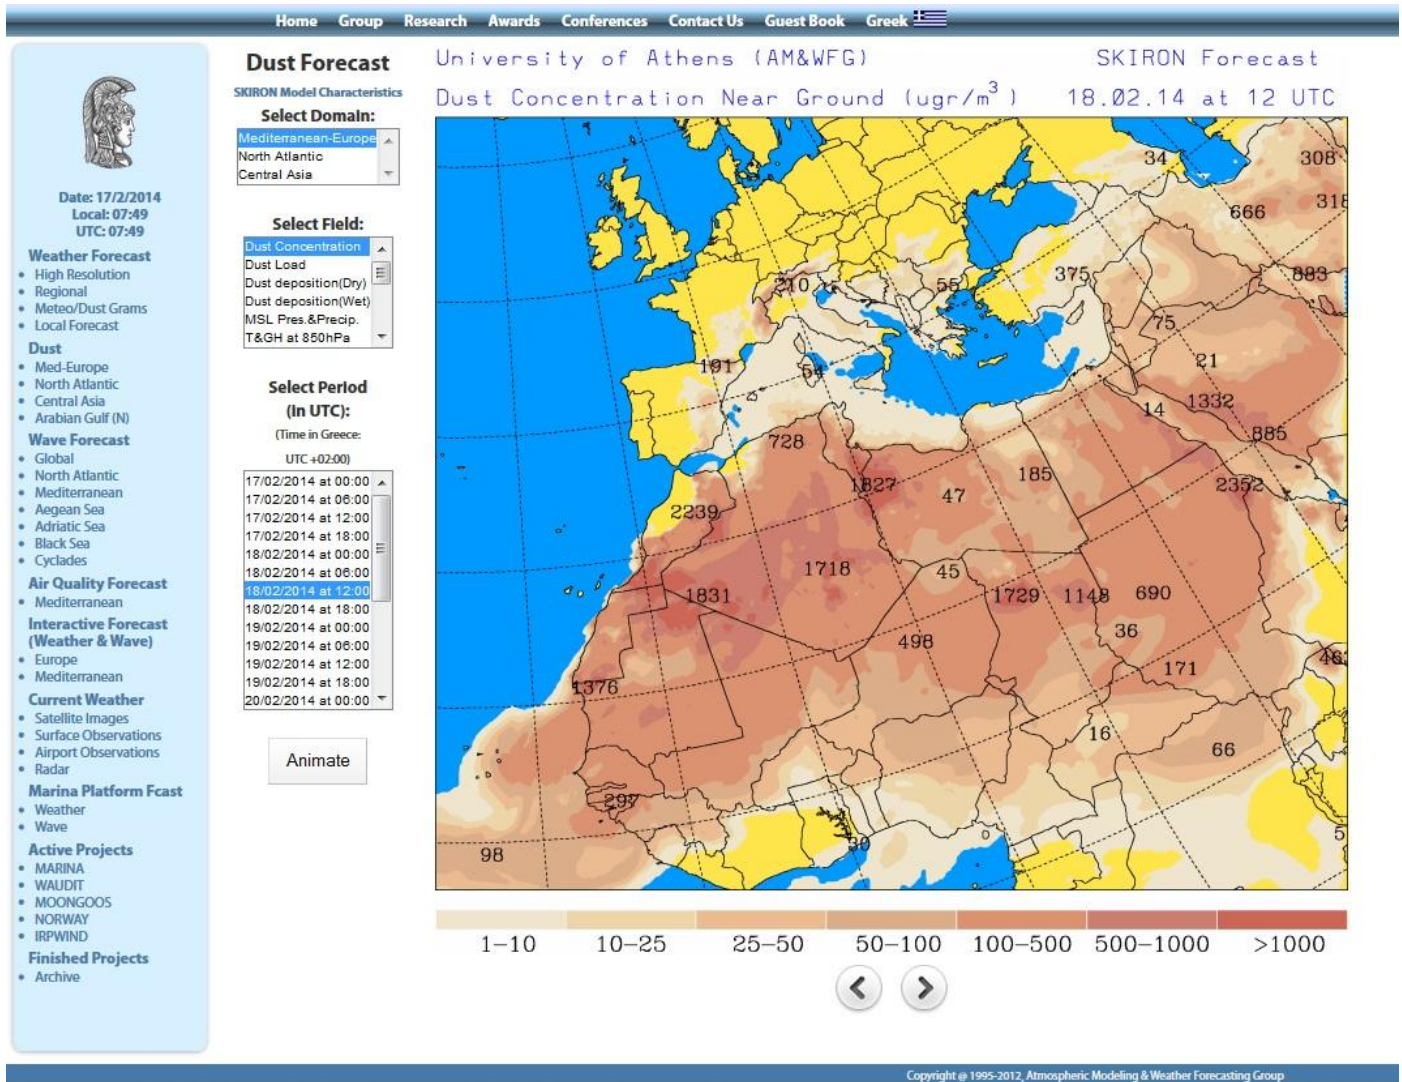 Home Group Research Awards Conferences Contact Us Guest Book Greek
Date: 17/2/2014
Local: 07:49
UTC: 07:49
Weather Forecast
High Resolution
Regional
Meteo/Dust Grams
Local Forecast
Dust
Med-Europe
North Atlantic
Central Asia
Arabian Gulf (N)
Wave Forecast
Global
North Atlantic
Mediterranean
Aegean Sea
Adriatic Sea
Black Sea
Cyclades
Air Quality Forecast
Mediterranean
Interactive Forecast
(Weather & Wave)
Europe
Mediterranean
Current Weather
Satellite Images
Surface Observations
Airport Observations
Radar
Marina Platform Fcast
Weather
Wave
Active Projects
MARINA
WAUDIT
MOONGOOS
NORWAY
IRPWIND
Finished Projects
Archive
Dust Forecast
SKIRON Model Characteristics
Select Domain:
Mediterranean-Europe
North Atlantic
Central Asia
Select Field:
Dust Concentration
Dust Load
Dust deposition(Dry)
Dust deposition(Wet)
MSL Pres.&Precip.
T&GH at 850hPa
Select Period
(in UTC):
(Time in Greece:
UTC +02:00)
17/02/2014 at 00:00
17/02/2014 at 06:00
17/02/2014 at 12:00
17/02/2014 at 18:00
18/02/2014 at 00:00
18/02/2014 at 06:00
18/02/2014 at 12:00
18/02/2014 at 18:00
19/02/2014 at 00:00
19/02/2014 at 06:00
19/02/2014 at 12:00
19/02/2014 at 18:00
20/02/2014 at 00:00
Animate
University of Athens (AM&WFG) SKIRON Forecast
Dust Concentration Near Ground (ugr/m³) 18.02.14 at 12 UTC
34 308
666 318
375 883
210 55
75
191 54 21
14 1332
728 885
1827 47 185 2352
2239
1718 45
1831 1729 1148 690
498 36
1376 171 46
16 66
297
98 30 0 5
1-10 10-25 25-50 50-100 100-500 500-1000 >1000
Copyright @ 1995-2012, Atmospheric Modeling & Weather Forecasting Group